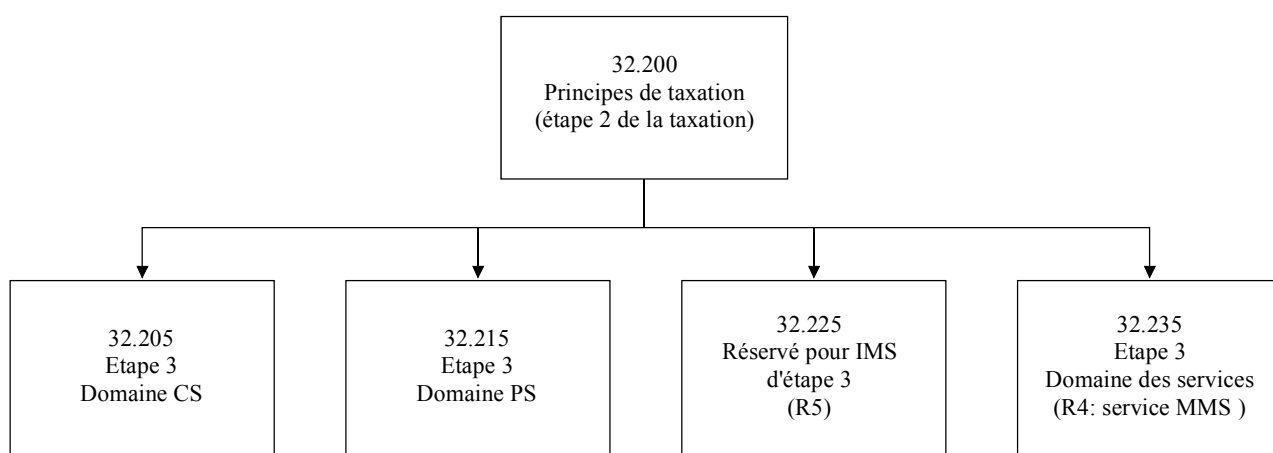 32.200
Principes de taxation
(étape 2 de la taxation)
32.205
Etape 3
Domaine CS
32.215
Etape 3
Domaine PS
32.225
Réservé pour IMS
d'étape 3
(R5)
32.235
Etape 3
Domaine des services
(R4: service MMS )